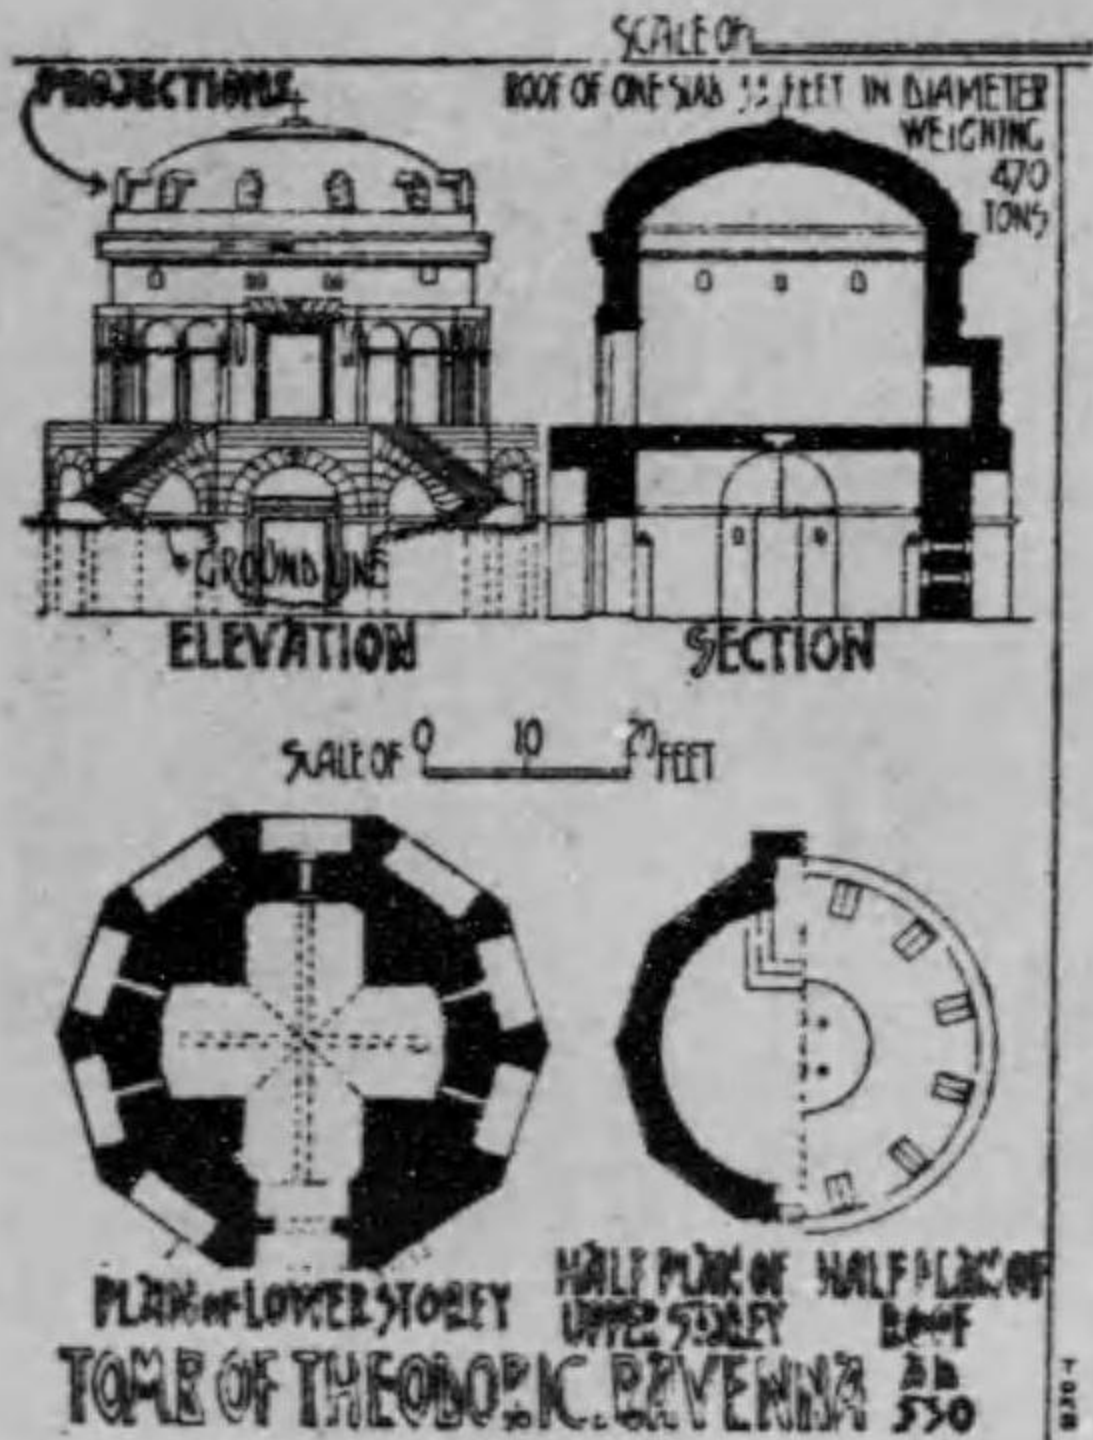 SCALE OF
PROJECTIONS
ROOF OF ONE SLAB FEET IN DIAMETER
WEIGHING
470
TONS
GROUND LINE
ELEVATION
SECTION
SCALE OF 0 10 20 FEET
PLAN OF LOWER STOREY
HALF PLAN OF
UPPER STOREY
HALF PLAN OF
ROOF
TOMB OF THEODORIC. RAVENNA
AD
530